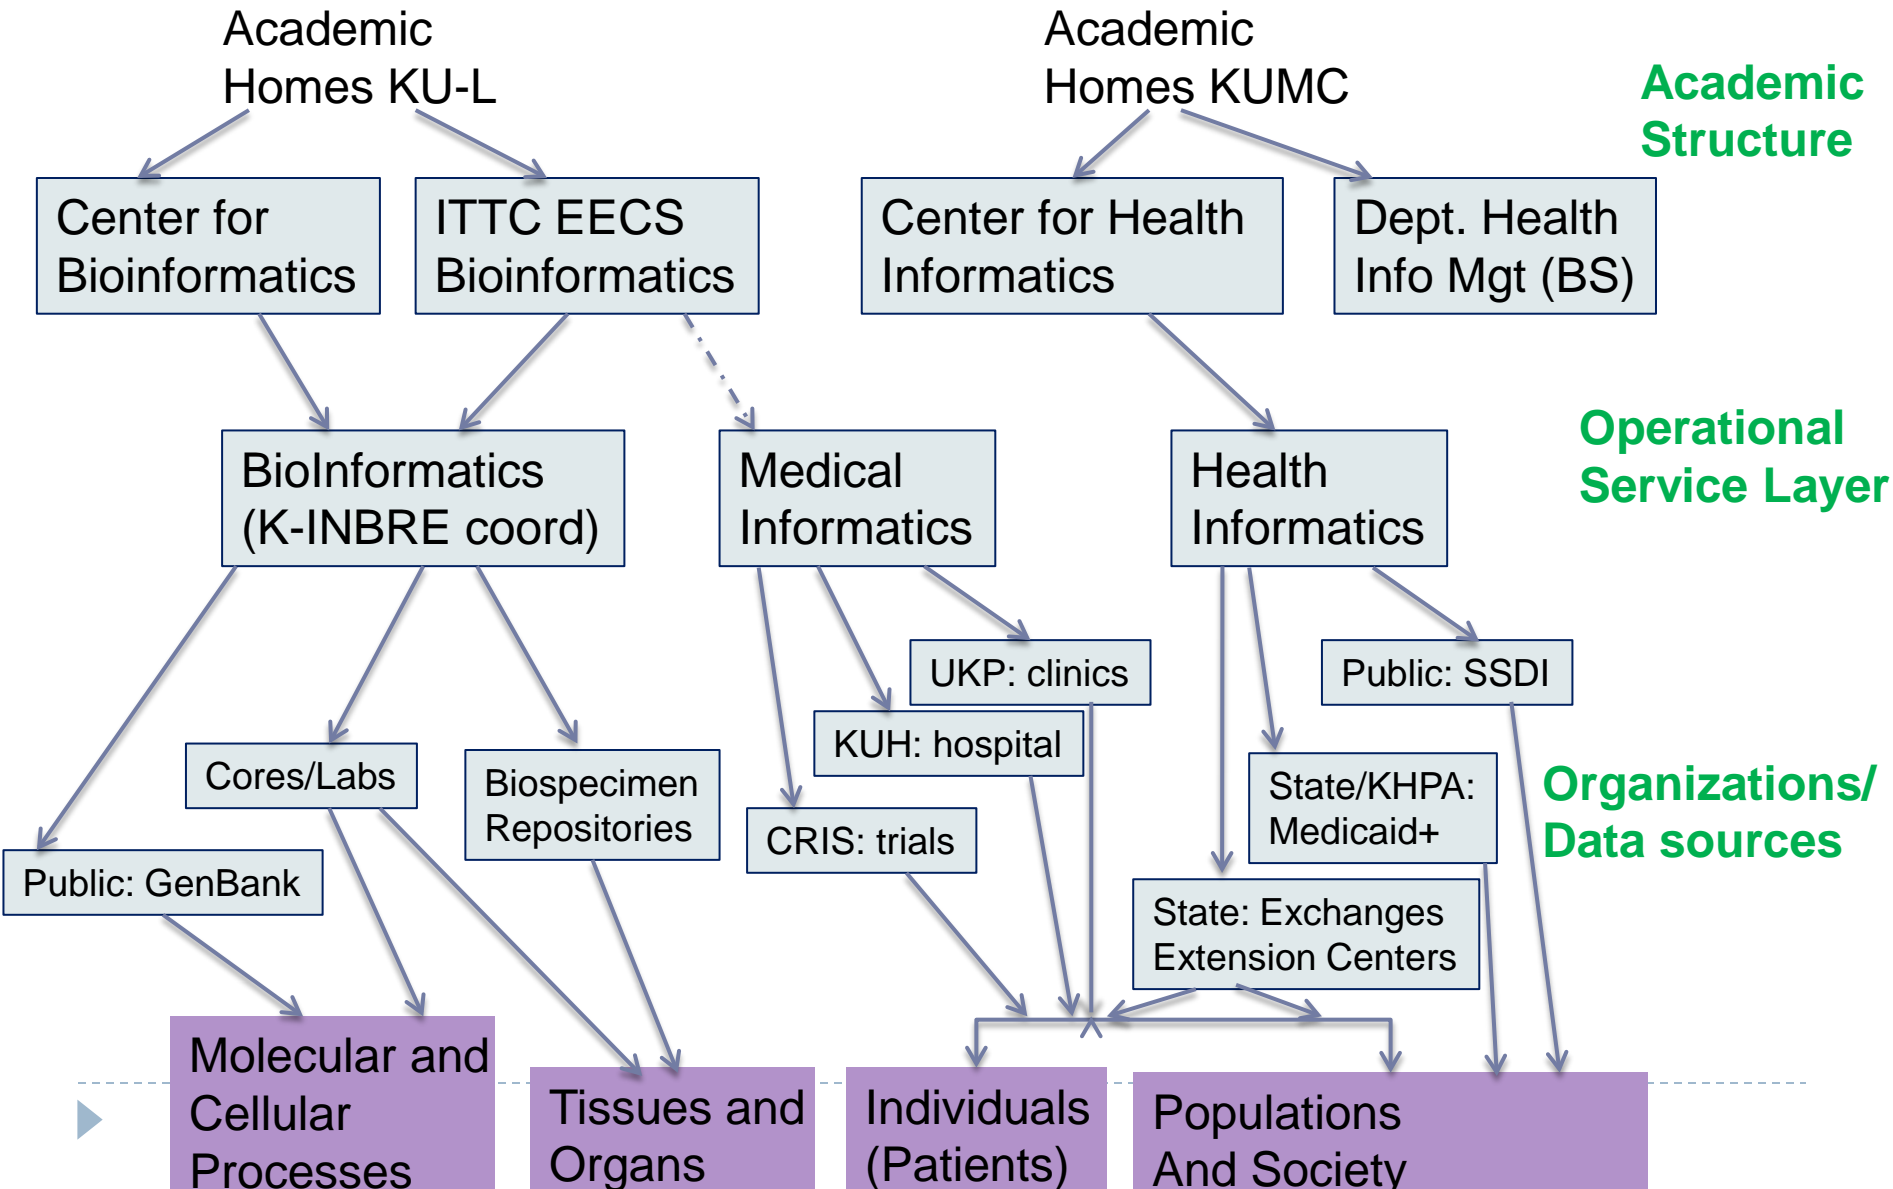 Academic
Homes KU-L
Academic
Homes KUMC
Academic
Structure
Center for
Bioinformatics
ITTC EECS
Bioinformatics
Center for Health
Informatics
Dept. Health
Info Mgt (BS)
Operational
Service Layer
BioInformatics
(K-INBRE coord)
Medical
Informatics
Health
Informatics
UKP: clinics
Public: SSDI
KUH: hospital
Cores/Labs
Biospecimen
Repositories
State/KHPA:
Medicaid+
Organizations/
Data sources
CRIS: trials
Public: GenBank
State: Exchanges
Extension Centers
Molecular and
Cellular
Processes
Tissues and
Organs
Individuals
(Patients)
Populations
And Society